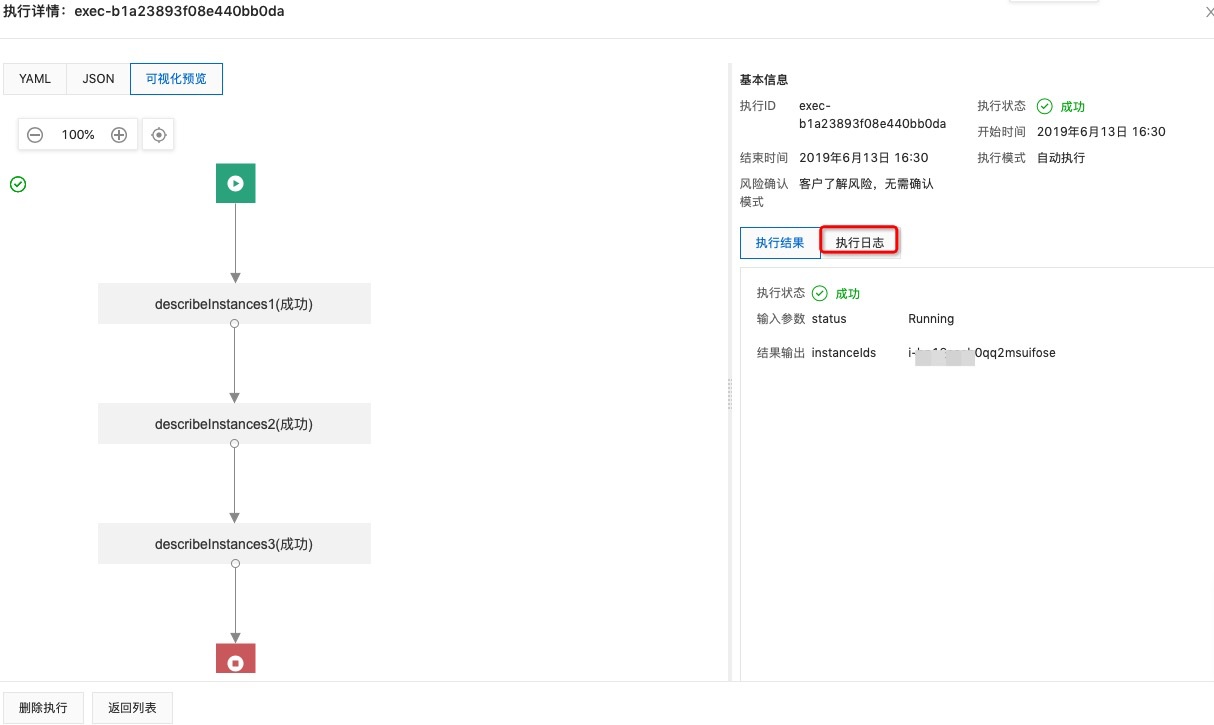 执行详情：exec-b1a23893f08e440bb0da
YAML
JSON
可视化预览
100%
describeInstances1(成功)
describeInstances2(成功)
describeInstances3(成功)
删除执行
返回列表
基本信息
执行ID
exec-
b1a23893f08e440bb0da
执行状态
成功
开始时间
2019年6月13日 16:30
结束时间
2019年6月13日 16:30
执行模式
自动执行
风险确认
模式
客户了解风险，无需确认
执行结果
执行日志
执行状态
成功
输入参数 status
Running
结果输出 instanceIds
0qq2msuifose